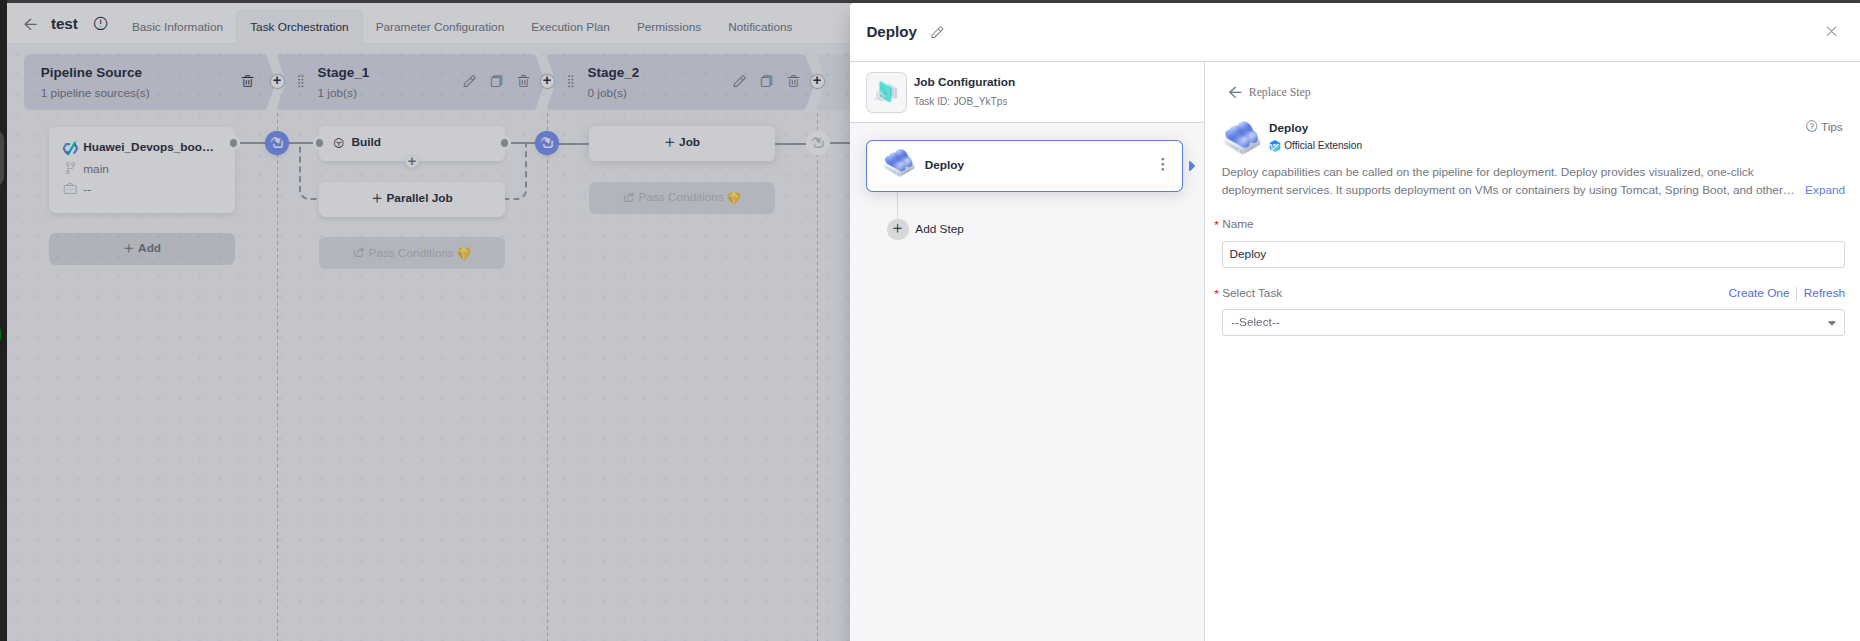 test
Basic Information
Task Orchestration
Parameter Configuration
Execution Plan
Permissions
Notifications
Pipeline Source
1 pipeline sources(s)
Stage_1
1 job(s)
Stage_2
0 job(s)
Huawei_Devops_boo...
main
--
+ Add
Build
+ Parallel Job
Pass Conditions
+ Job
Pass Conditions
Deploy
Job Configuration
Task ID: JOB_YkTps
Deploy
Add Step
Replace Step
Deploy
Official Extension
Tips
Deploy capabilities can be called on the pipeline for deployment. Deploy provides visualized, one-click
deployment services. It supports deployment on VMs or containers by using Tomcat, Spring Boot, and other... Expand
* Name
Deploy
* Select Task
Create One | Refresh
--Select--